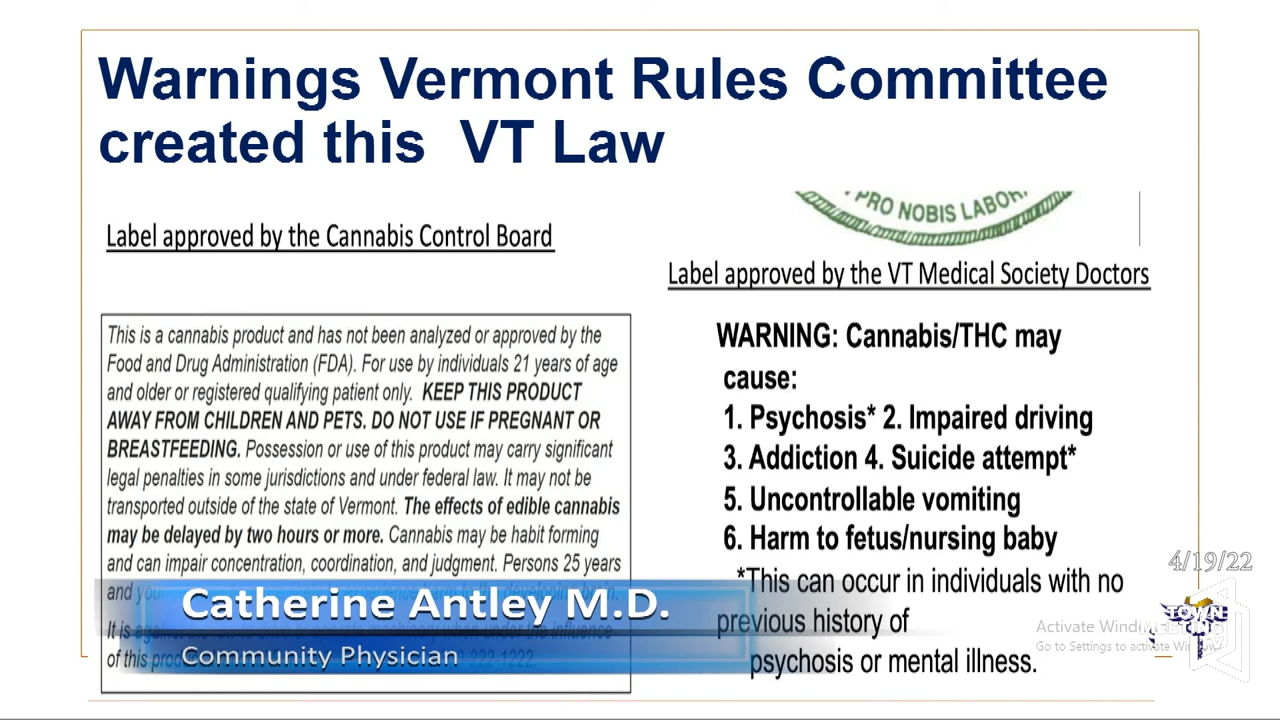 Warnings Vermont Rules Committee
created this VT Law
PRO NOBIS LABOR
Label approved by the Cannabis Control Board
Label approved by the VT Medical Society Doctors
This is a cannabis product and has not been analyzed or approved by the
Food and Drug Administration (FDA). For use by individuals 21 years of age
and older or registered qualifying patient only. KEEP THIS PRODUCT
AWAY FROM CHILDREN AND PETS. DO NOT USE IF PREGNANT OR
BREASTFEEDING. Possession or use of this product may carry significant
legal penalties in some jurisdictions and under federal law. It may not be
transported outside of the state of Vermont. The effects of edible cannabis
may be delayed by two hours or more. Cannabis may be habit forming
and can impair concentration, coordination, and judgment. Persons 25 years
and
It is
of this
222-1222.
WARNING: Cannabis/THC may
cause:
1. Psychosis* 2. Impaired driving
3. Addiction 4. Suicide attempt*
5. Uncontrollable vomiting
6. Harm to fetus/nursing baby
*This can occur in individuals with no
previous history of
psychosis or mental illness.
Catherine Antley M.D.
Community Physician
4/19/22
TOWN
MEETING
Activate Wind
Go to Settings to activate